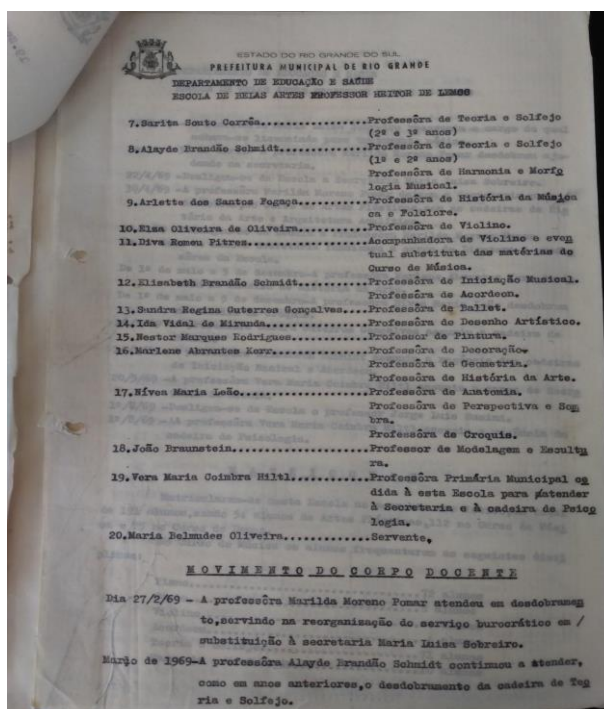 ESTADO DO RIO GRANDE DO SUL
PREFEITURA MUNICIPAL DE RIO GRANDE
DEPARTAMENTO DE EDUCAÇÃO E SAÚDE
ESCOLA DE BELAS ARTES PROFESSOR HEITOR DE LEMOS
7.Sarita Souto Corrêa..................Professôra de Teoria e Solfejo
(2º e 3º anos)
8.Alayde Brandão Schmidt...............Professôra de Teoria e Solfejo
(1º e 2º anos)
Professôra de Harmonia e Morfo
logia Musical.
9.Arlette dos Santos Fogaça............Professôra de História da Músic̶a
ca e Folclore.
10.Elza Oliveira de Oliveira............Professôra de Violino.
11.Diva Romeu Pitres....................Acompanhadora de Violino e even
tual substituta das matérias do
Curso de Música.
12.Elisabeth Brandão Schmidt............Professôra de Iniciação Musical.
Professôra de Acordeon.
13.Sandra Regina Guterres Gonçalves....Professôra de Ballet.
14.Ida Vidal de Miranda.................Professôra de Desenho Artístico.
15.Nestor Marques Rodrigues.............Professor de Pintura.
16.Marlene Abrantes Kerr................Professôra de Decoração.
Professôra de Geometria.
Professôra de História da Arte.
17.Nívea Maria Leão.....................Professôra de Anatomia.
Professôra de Perspectiva e Som
bra.
Professôra de Croquis.
18.João Braunstein......................Professor de Modelagem e Escultu
ra.
19.Vera Maria Coimbra Hiltl.............Professôra Primária Municipal ce
dida à esta Escola para atender
à Secretaria e à cadeira de Psico
logia.
20.Maria Belmudes Oliveira............Servente.
MOVIMENTO DO CORPO DOCENTE
Dia 27/2/69 - A professôra Marilda Moreno Pomar atendeu em desdobramen
to,servindo na reorganização do serviço burocrático em /
substituição à secretaria Maria Luisa Sobreiro.
Março de 1969-A professôra Alayde Brandão Schmidt continuou a atender,
como em anos anteriores,o desdobramento da cadeira de Teo
ria e Solfejo.